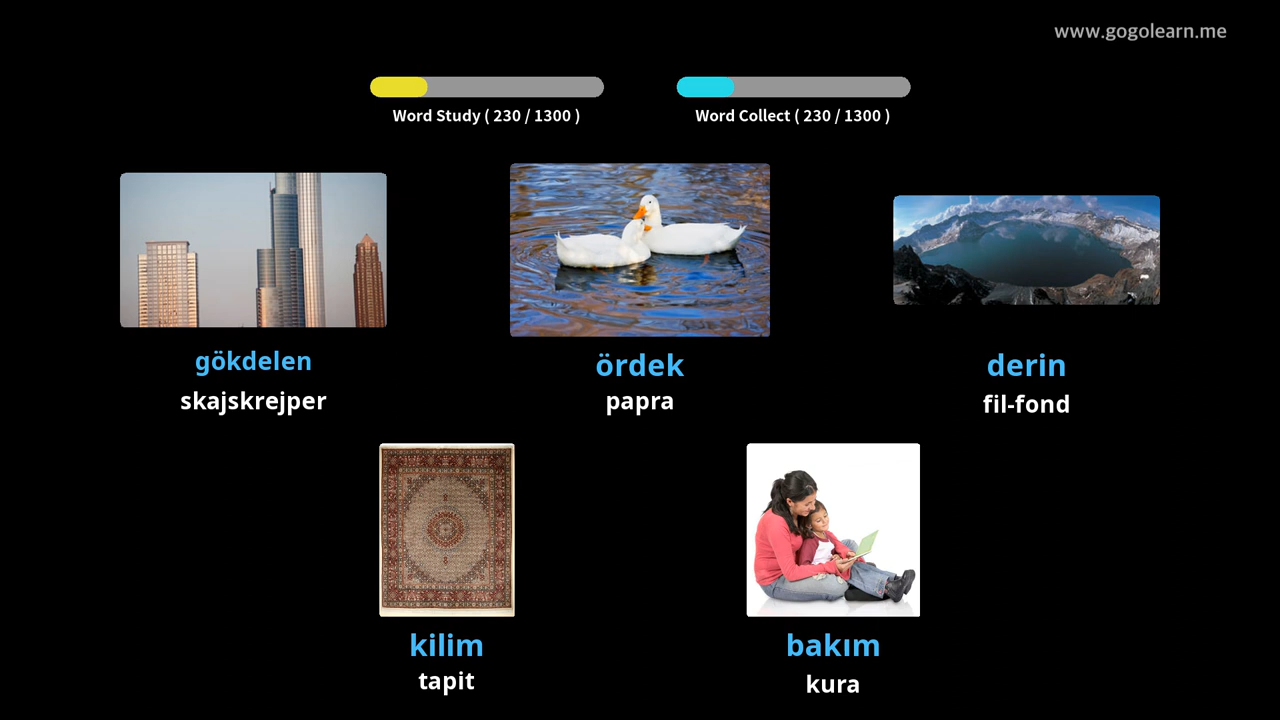 www.gogolearn.me
Word Study ( 230 / 1300 )
Word Collect ( 230 / 1300 )
gökdelen
skajskrejper
ördek
papra
derin
fil-fond
kilim
tapit
bakım
kura